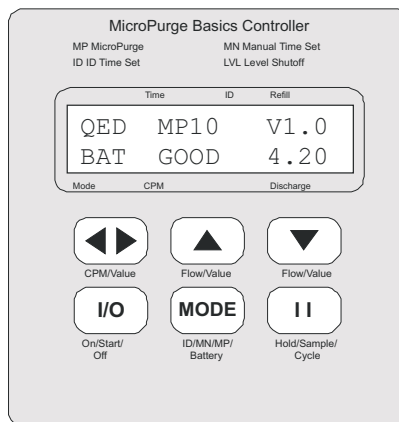 MicroPurge Basics Controller
MP MicroPurge MN Manual Time Set
ID ID Time Set LVL Level Shutoff
Time ID Refill
QED MP10 V1.0
BAT GOOD 4.20
Mode CPM Discharge
CPM/Value Flow/Value Flow/Value
I/O MODE I I
On/Start/ ID/MN/MP/ Hold/Sample/
Off Battery Cycle